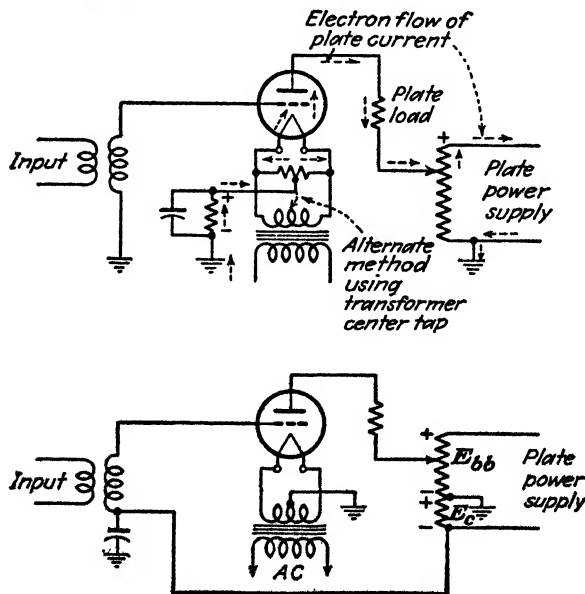 Electron flow of
plate current
Plate
load
Input
+
+
-
Plate
power
supply
Alternate
method
using
transformer
center tap
Input
+
Ebb
-
+
Ec
-
Plate
power
supply
AC